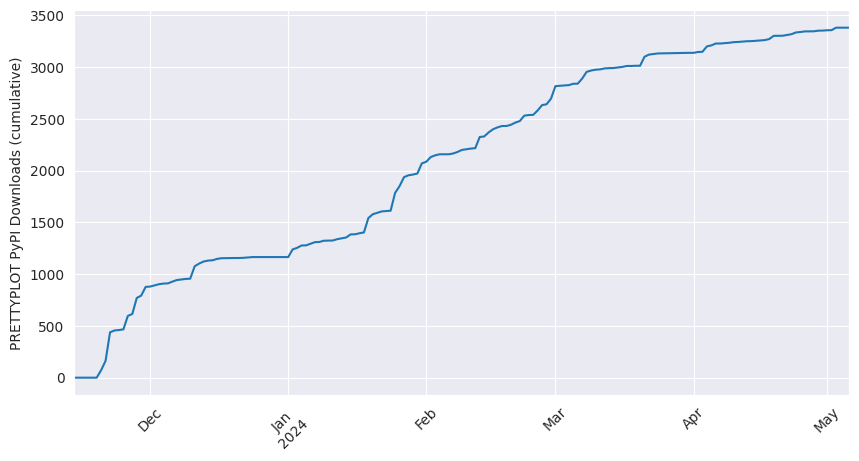 3500
3000
2500
2000
1500
1000
500
0
PRETTYPLOT PyPI Downloads (cumulative)
Dec
Jan
2024
Feb
Mar
Apr
May